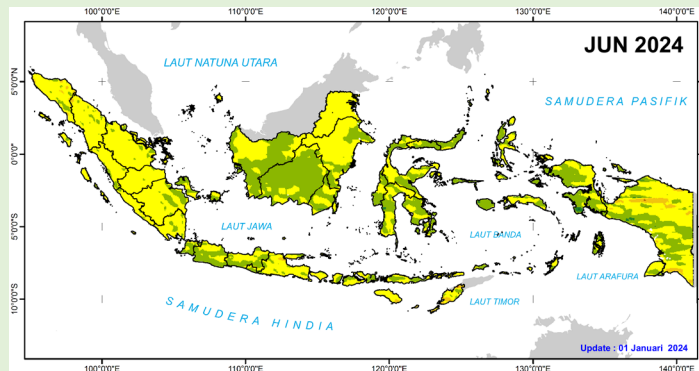 100°0'0"E 110°0'0"E 120°0'0"E 130°0'0"E 140°0'0"E
JUN 2024
LAUT NATUNA UTARA
5°0'0"N
SAMUDERA PASIFIK
0°0'0"
5°0'0"S
LAUT JAWA
LAUT BANDA
LAUT ARAFURA
10°0'0"S
SAMUDERA HINDIA
LAUT TIMOR
Update : 01 Januari 2024
100°0'0"E 110°0'0"E 120°0'0"E 130°0'0"E 140°0'0"E